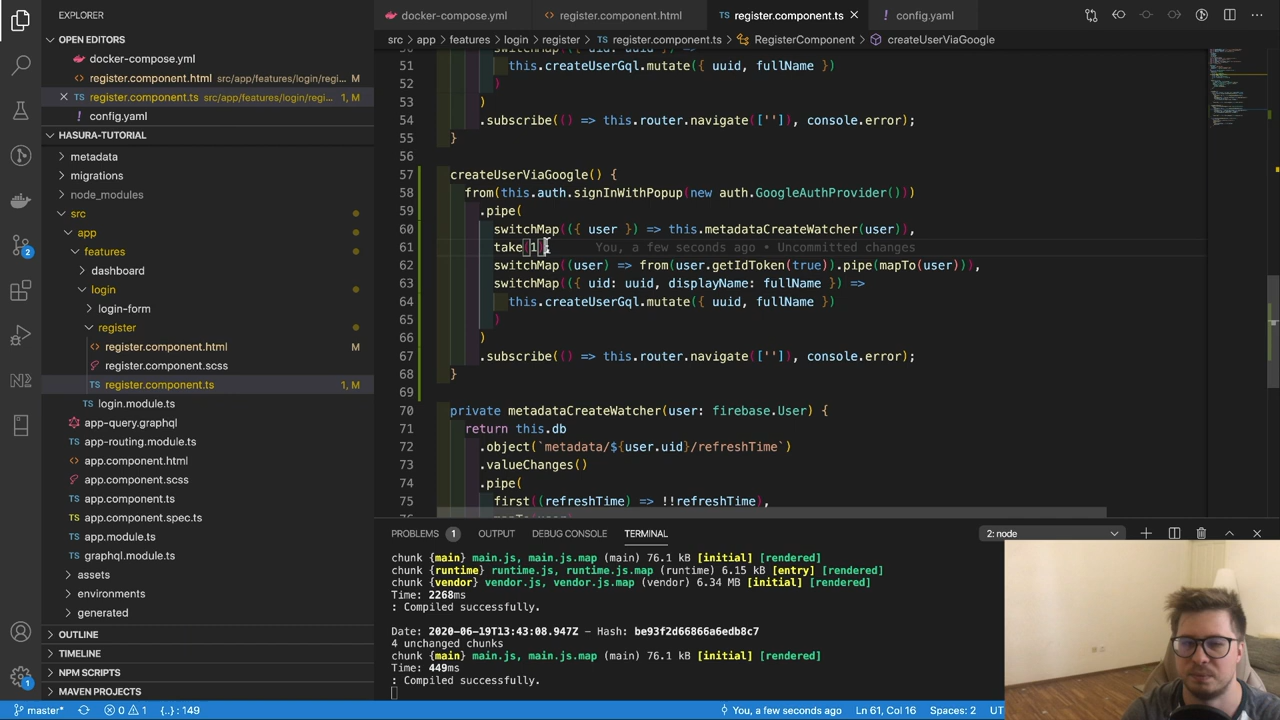 EXPLORER
OPEN EDITORS
docker-compose.yml
register.component.html src/app/features/login/regi... M
TS register.component.ts src/app/features/login/regi... 1, M
config.yaml
HASURA-TUTORIAL
metadata
migrations
node_modules
src
app
features
dashboard
login
login-form
register
register.component.html M
register.component.scss
TS register.component.ts 1, M
TS login.module.ts
app-query.graphql
TS app-routing.module.ts
app.component.html
app.component.scss
TS app.component.ts
TS app.component.spec.ts
TS app.module.ts
TS graphql.module.ts
assets
environments
generated
OUTLINE
TIMELINE
NPM SCRIPTS
MAVEN PROJECTS
docker-compose.yml
register.component.html
TS register.component.ts
config.yaml
src > app > features > login > register > TS register.component.ts > RegisterComponent > createUserViaGoogle
51 this.createUserGql.mutate({ uuid, fullName })
52 )
53 )
54 .subscribe(() => this.router.navigate(['']), console.error);
55 }
56
57 createUserViaGoogle() {
58 from(this.auth.signInWithPopup(new auth.GoogleAuthProvider()))
59 .pipe(
60 switchMap(({ user }) => this.metadataCreateWatcher(user)),
61 take(1), You, a few seconds ago • Uncommitted changes
62 switchMap((user) => from(user.getIdToken(true)).pipe(mapTo(user))),
63 switchMap(({ uid: uuid, displayName: fullName }) =>
64 this.createUserGql.mutate({ uuid, fullName })
65 )
66 )
67 .subscribe(() => this.router.navigate(['']), console.error);
68 }
69
70 private metadataCreateWatcher(user: firebase.User) {
71 return this.db
72 .object(`metadata/${user.uid}/refreshTime`)
73 .valueChanges()
74 .pipe(
75 first((refreshTime) => !!refreshTime),
PROBLEMS 1 OUTPUT DEBUG CONSOLE TERMINAL 2: node
chunk {main} main.js, main.js.map (main) 76.1 kB [initial] [rendered]
chunk {runtime} runtime.js, runtime.js.map (runtime) 6.15 kB [entry] [rendered]
chunk {vendor} vendor.js, vendor.js.map (vendor) 6.34 MB [initial] [rendered]
Time: 2268ms
: Compiled successfully.
Date: 2020-06-19T13:43:08.947Z - Hash: be93f2d66866a6edb8c7
4 unchanged chunks
chunk {main} main.js, main.js.map (main) 76.1 kB [initial] [rendered]
Time: 449ms
: Compiled successfully.
2
N2
1
master* 0 1 {..} : 149 You, a few seconds ago Ln 61, Col 16 Spaces: 2